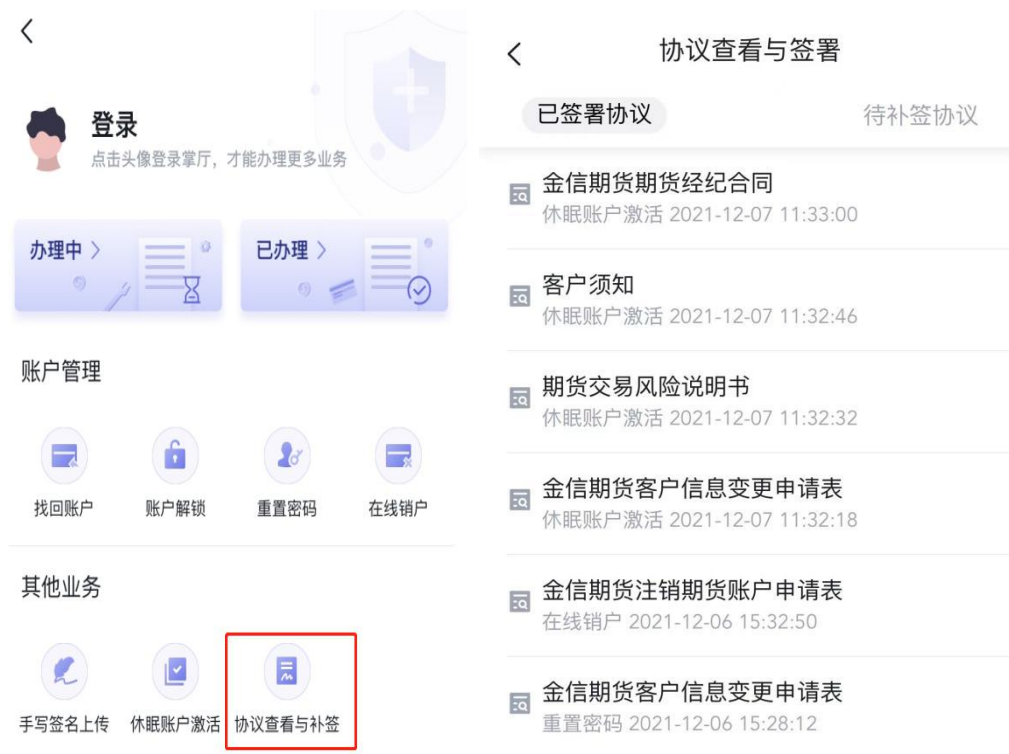 登录
点击头像登录掌厅，才能办理更多业务
办理中
已办理
账户管理
找回账户
账户解锁
重置密码
在线销户
其他业务
手写签名上传
休眠账户激活
协议查看与补签
协议查看与签署
已签署协议
待补签协议
金信期货期货经纪合同
休眠账户激活 2021-12-07 11:33:00
客户须知
休眠账户激活 2021-12-07 11:32:46
期货交易风险说明书
休眠账户激活 2021-12-07 11:32:32
金信期货客户信息变更申请表
休眠账户激活 2021-12-07 11:32:18
金信期货注销期货账户申请表
在线销户 2021-12-06 15:32:50
金信期货客户信息变更申请表
重置密码 2021-12-06 15:28:12